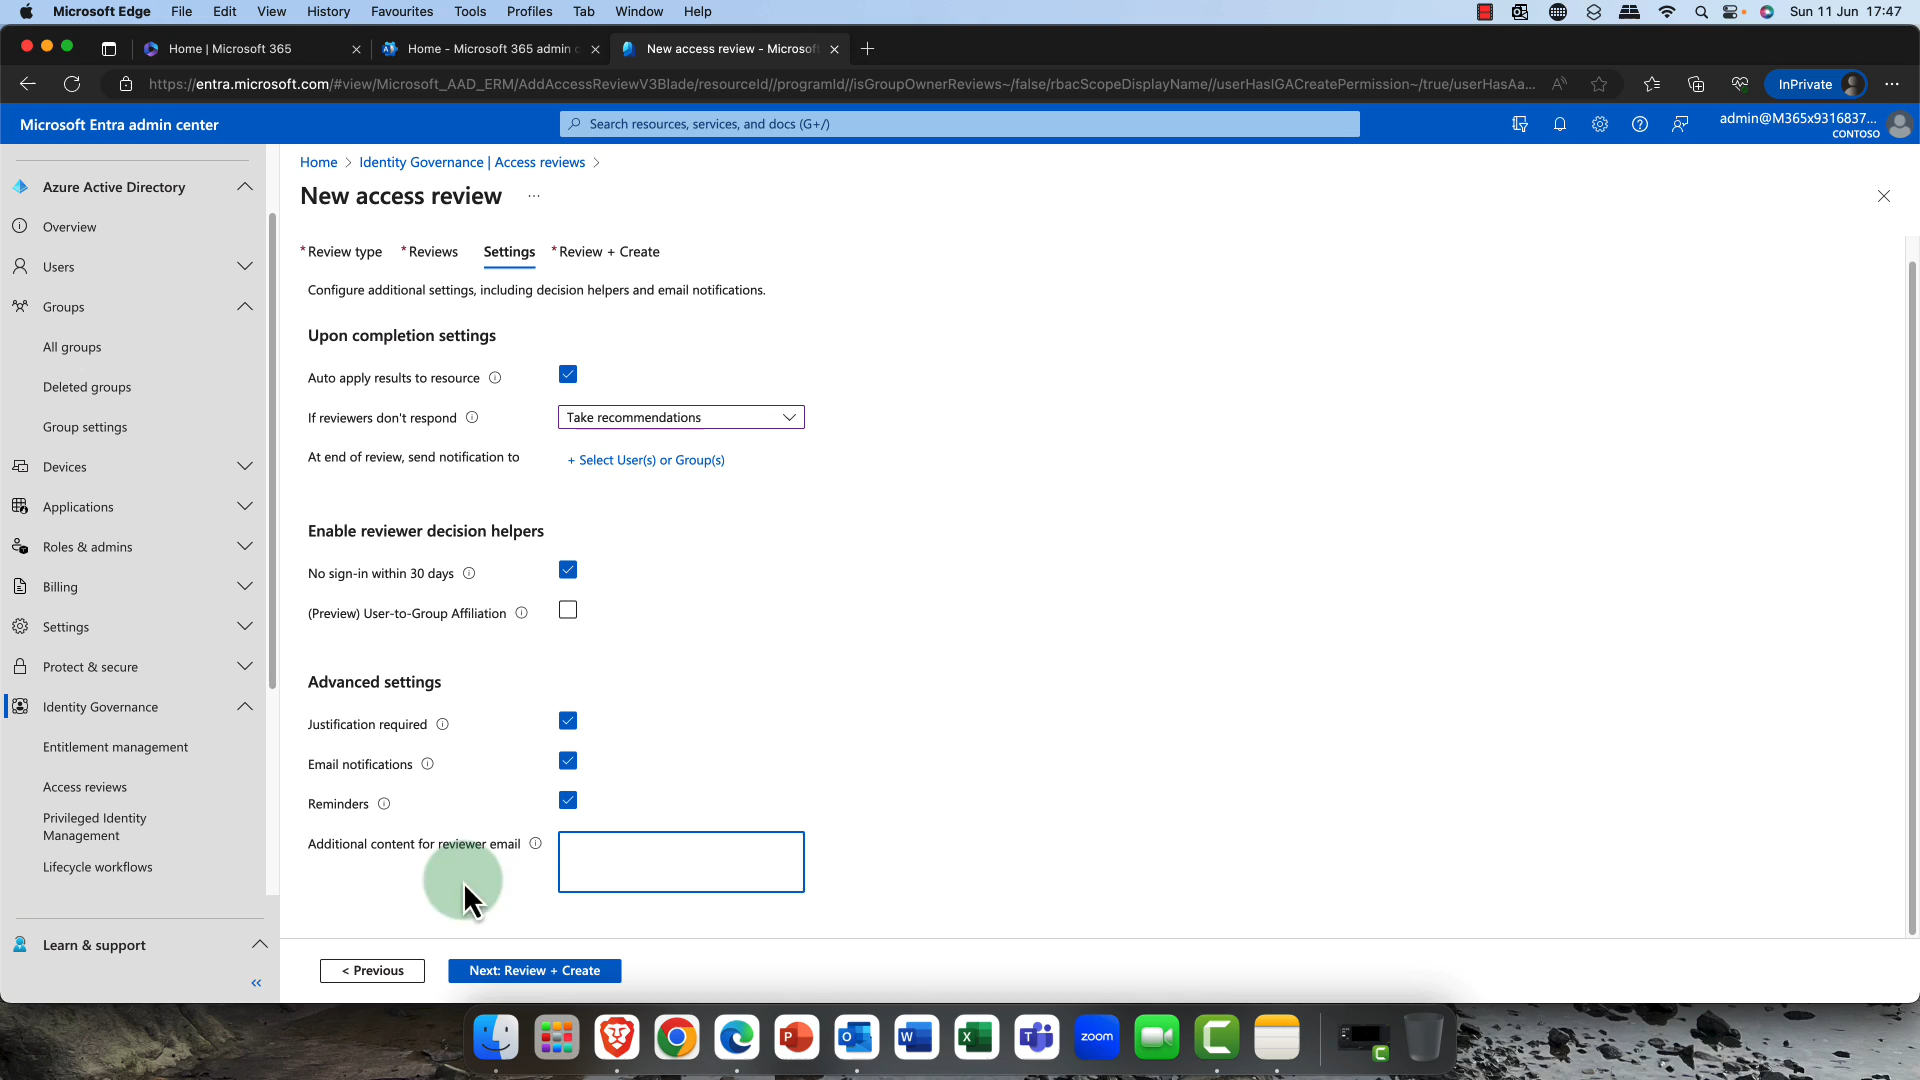 Microsoft Edge File Edit View History Favourites Tools Profiles Tab Window Help Sun 11 Jun 17:47
Home | Microsoft 365
Home - Microsoft 365 admin c
New access review - Microsoft
https://entra.microsoft.com/#view/Microsoft_AAD_ERM/AddAccessReviewV3Blade/resourceId//programId//isGroupOwnerReviews~/false/rbacScopeDisplayName//userHasIGACreatePermission~/true/userHasAa...
InPrivate
Microsoft Entra admin center
Search resources, services, and docs (G+/)
admin@M365x9316837...
CONTOSO
Azure Active Directory
Overview
Users
Groups
All groups
Deleted groups
Group settings
Devices
Applications
Roles & admins
Billing
Settings
Protect & secure
Identity Governance
Entitlement management
Access reviews
Privileged Identity
Management
Lifecycle workflows
Learn & support
Home > Identity Governance | Access reviews >
New access review ...
* Review type * Reviews Settings * Review + Create
Configure additional settings, including decision helpers and email notifications.
Upon completion settings
Auto apply results to resource
If reviewers don't respond
Take recommendations
At end of review, send notification to
+ Select User(s) or Group(s)
Enable reviewer decision helpers
No sign-in within 30 days
(Preview) User-to-Group Affiliation
Advanced settings
Justification required
Email notifications
Reminders
Additional content for reviewer email
< Previous
Next: Review + Create
zoom